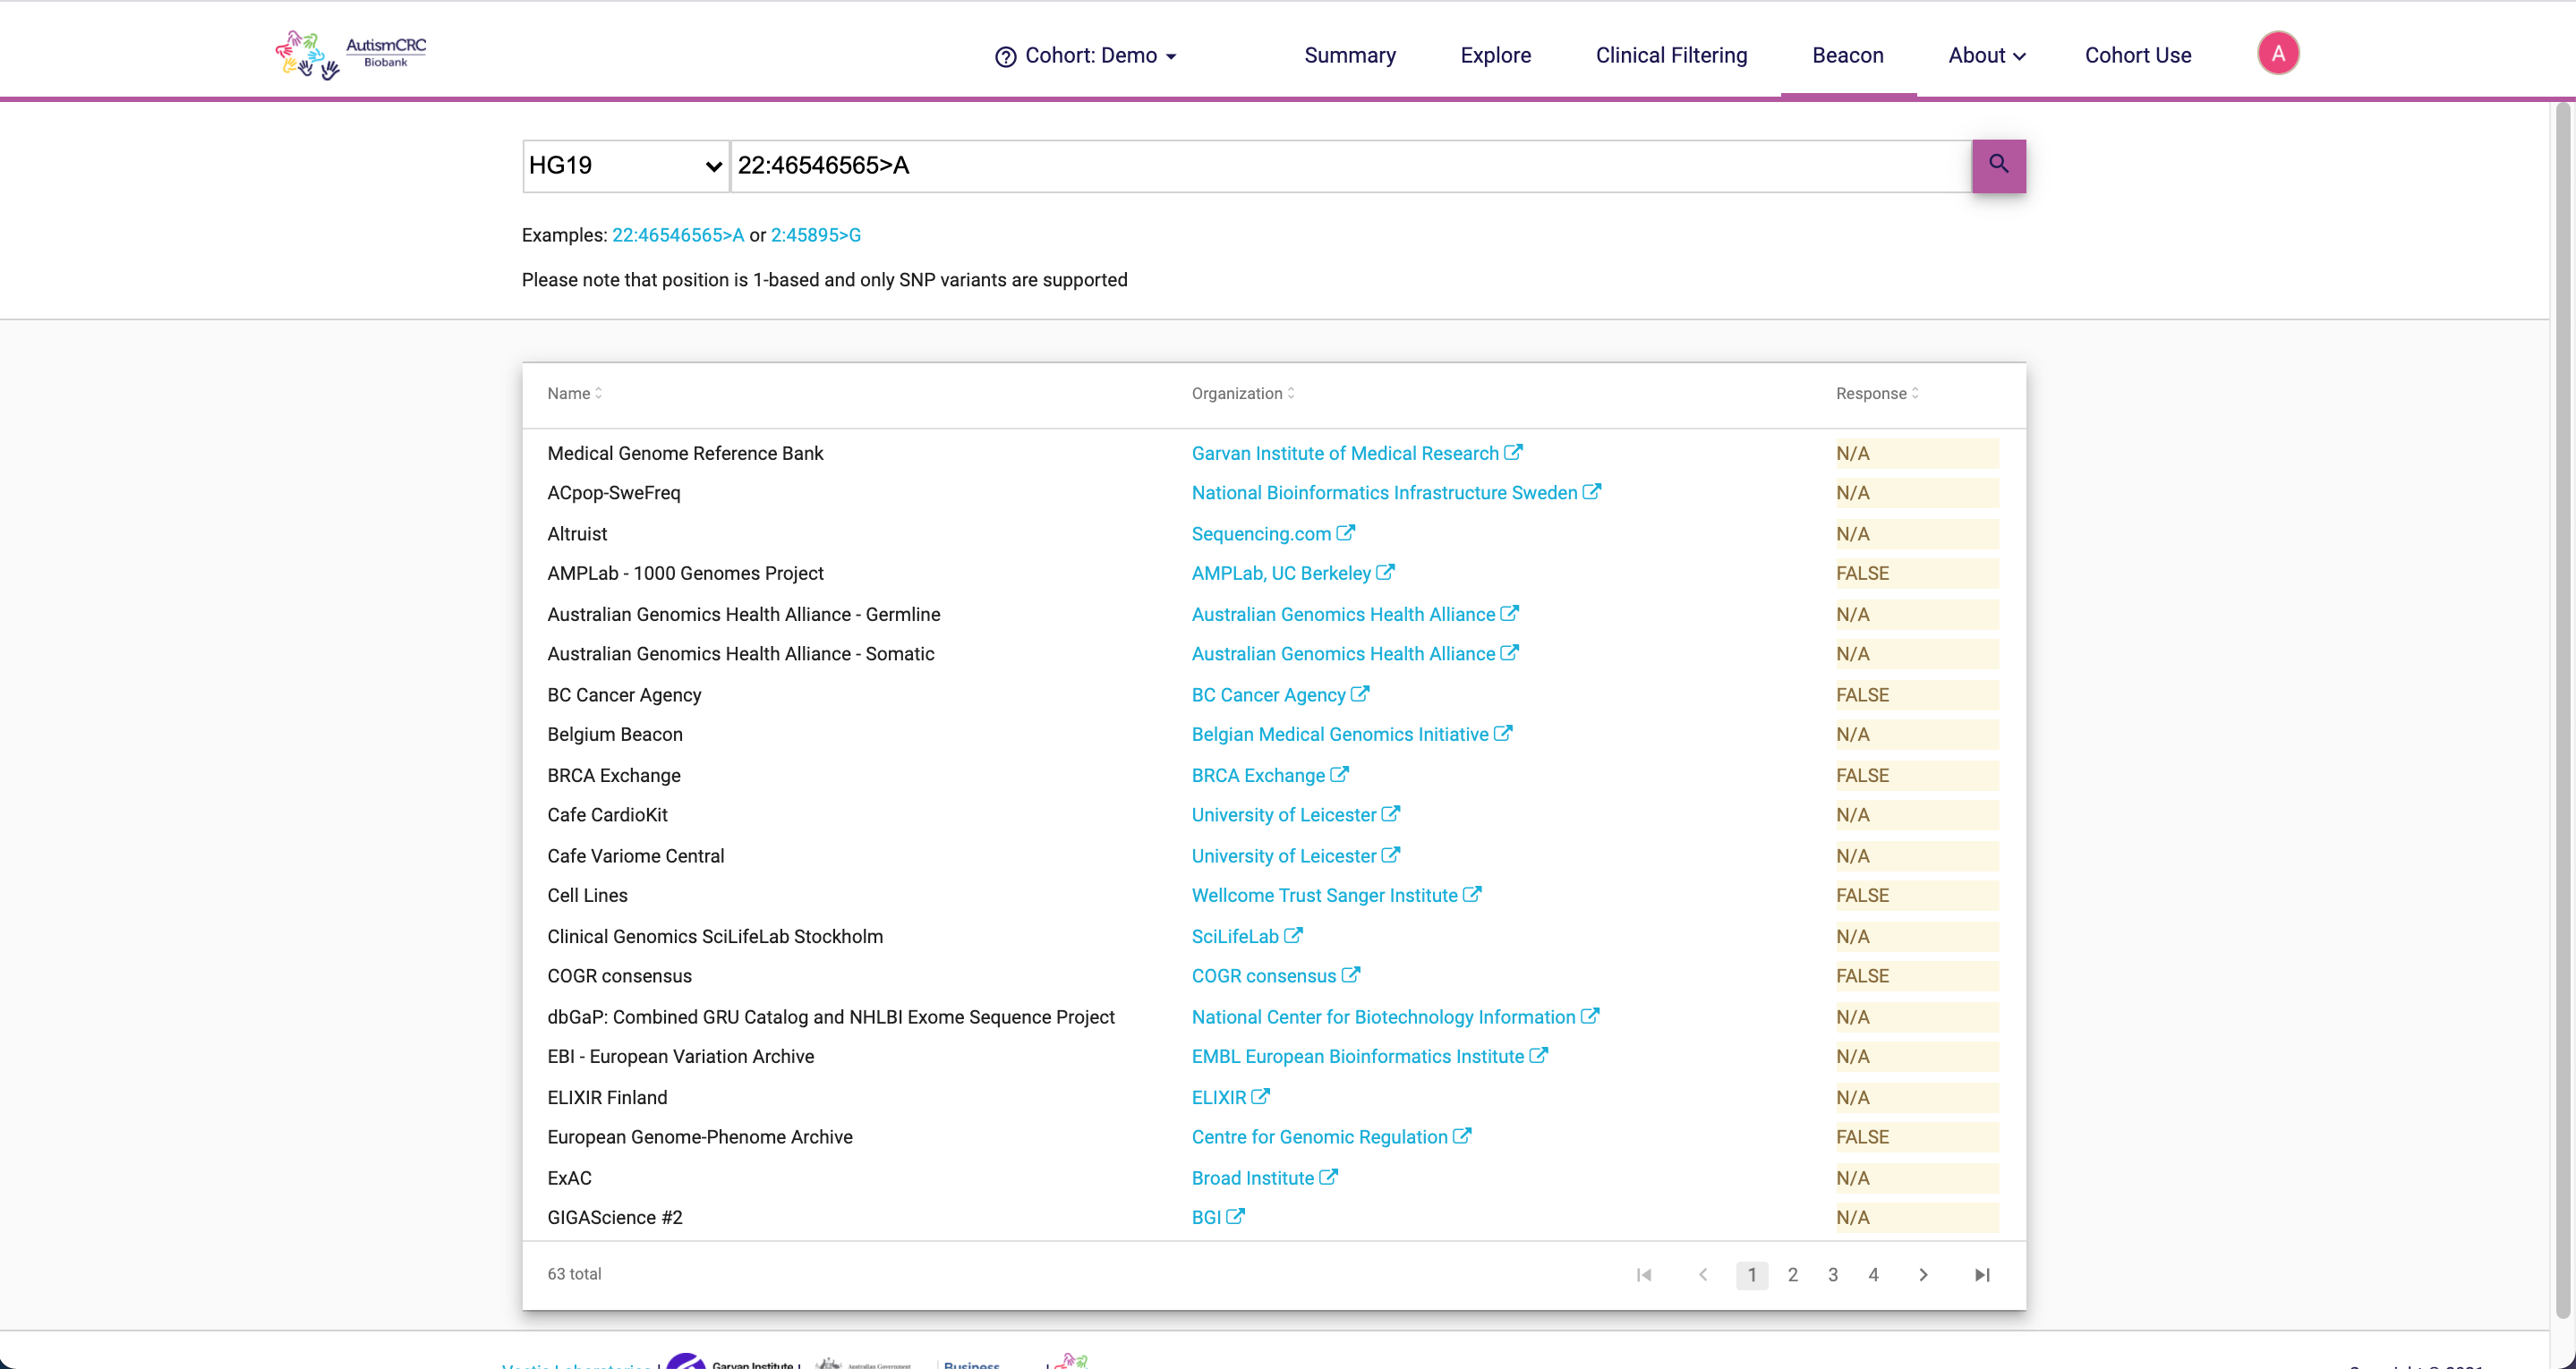 AutismCRC
Biobank
Cohort: Demo
Summary
Explore
Clinical Filtering
Beacon
About
Cohort Use
A
HG19
22:46546565>A
Examples: 22:46546565>A or 2:45895>G
Please note that position is 1-based and only SNP variants are supported
Name Organization Response
Medical Genome Reference Bank Garvan Institute of Medical Research N/A
ACpop-SweFreq National Bioinformatics Infrastructure Sweden N/A
Altruist Sequencing.com N/A
AMPLab - 1000 Genomes Project AMPLab, UC Berkeley FALSE
Australian Genomics Health Alliance - Germline Australian Genomics Health Alliance N/A
Australian Genomics Health Alliance - Somatic Australian Genomics Health Alliance N/A
BC Cancer Agency BC Cancer Agency FALSE
Belgium Beacon Belgian Medical Genomics Initiative N/A
BRCA Exchange BRCA Exchange FALSE
Cafe CardioKit University of Leicester N/A
Cafe Variome Central University of Leicester N/A
Cell Lines Wellcome Trust Sanger Institute FALSE
Clinical Genomics SciLifeLab Stockholm SciLifeLab N/A
COGR consensus COGR consensus FALSE
dbGaP: Combined GRU Catalog and NHLBI Exome Sequence Project National Center for Biotechnology Information N/A
EBI - European Variation Archive EMBL European Bioinformatics Institute N/A
ELIXIR Finland ELIXIR N/A
European Genome-Phenome Archive Centre for Genomic Regulation FALSE
ExAC Broad Institute N/A
GIGAScience #2 BGI N/A
63 total 1 2 3 4
Garvan Institute Australian Government Business